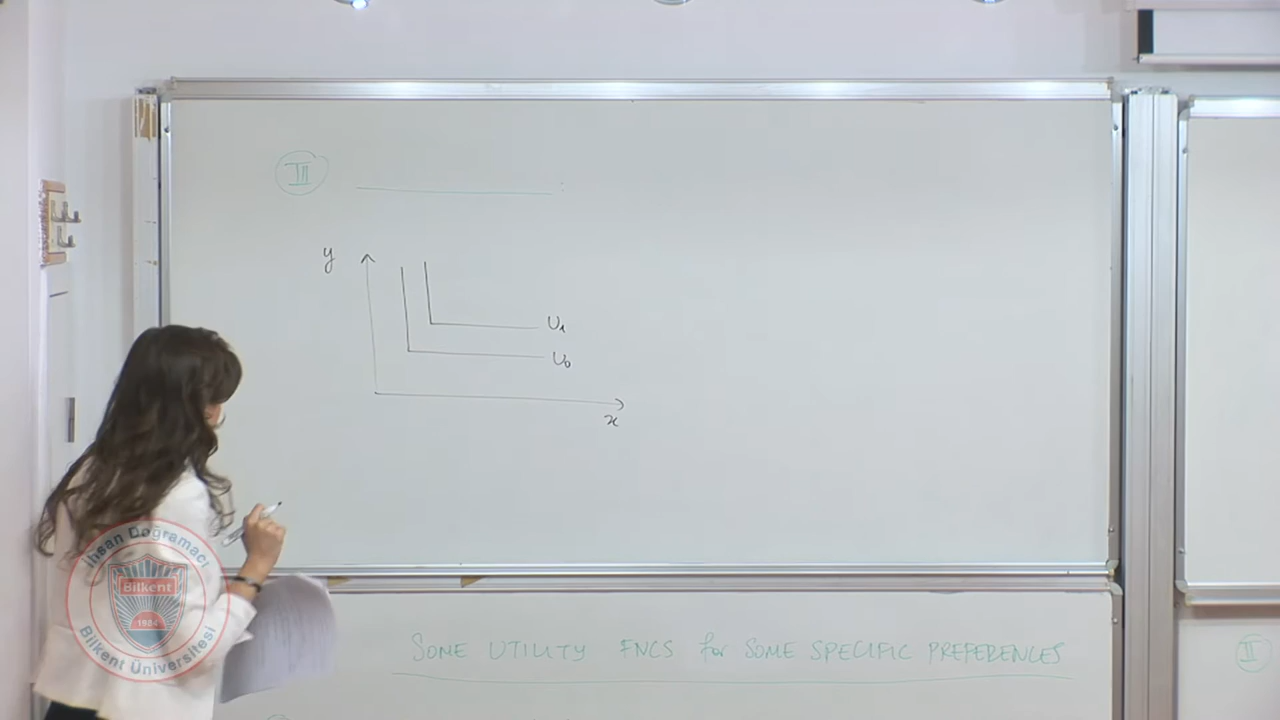 III
y
U1
U0
x
SOME UTILITY FNCS for SOME SPECIFIC PREFERENCES
II
İhsan Doğramacı
Bilkent
1984
Bilkent Üniversitesi